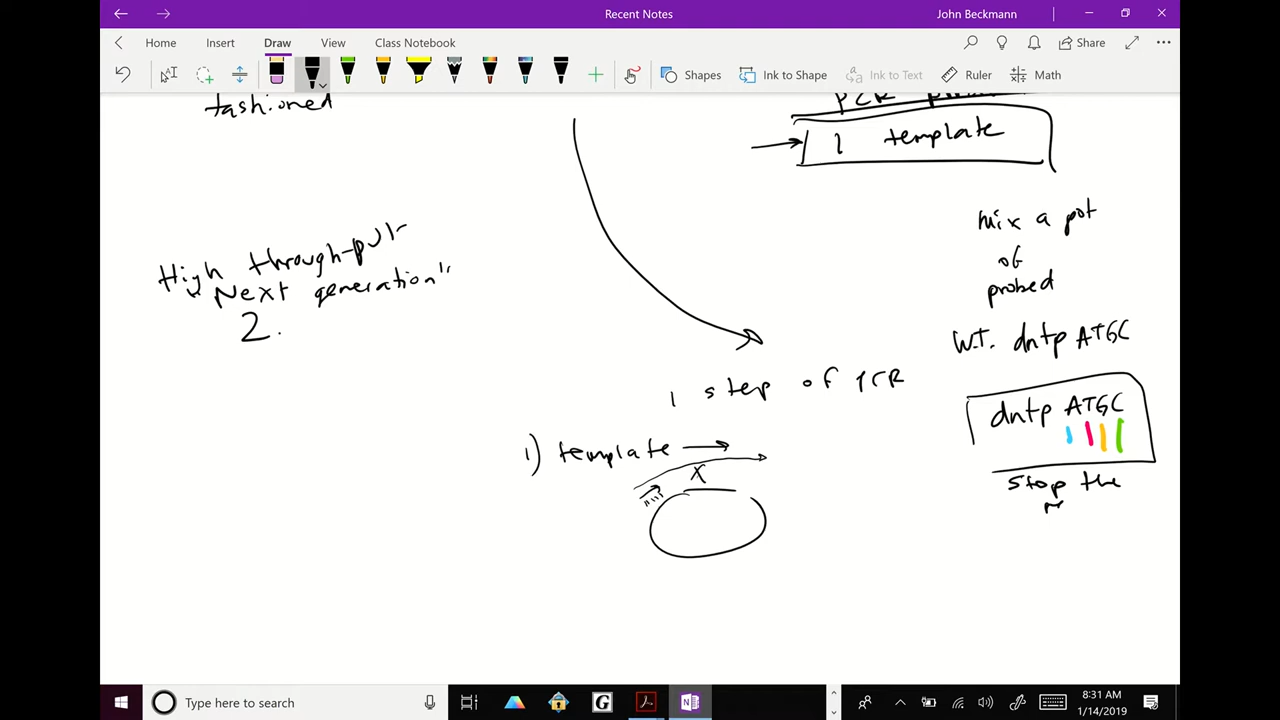 Recent Notes
John Beckmann
Home
Insert
Draw
View
Class Notebook
Share
Shapes
Ink to Shape
Ink to Text
Ruler
Math
fashioned
PCR
1 template
High through-put
"Next generation"
2.
mix a pot
of
probed
W.T. dntp ATGC
dntp ATGC
stop the
1 step of PCR
1) template
X
Type here to search
8:31 AM
1/14/2019